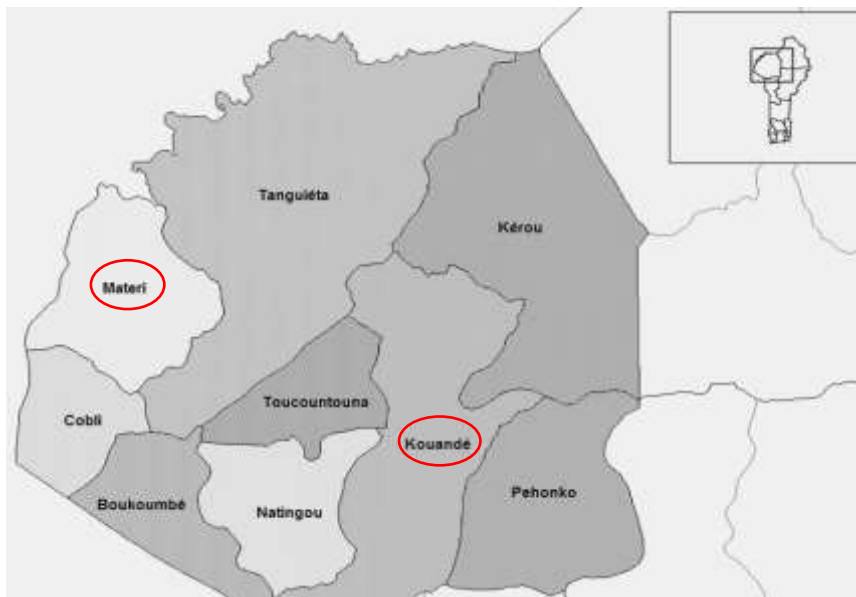 Tanguiéta
Kérou
Materi
Toucountouna
Cobli
Kouandé
Boukoumbé
Natingou
Pehonko